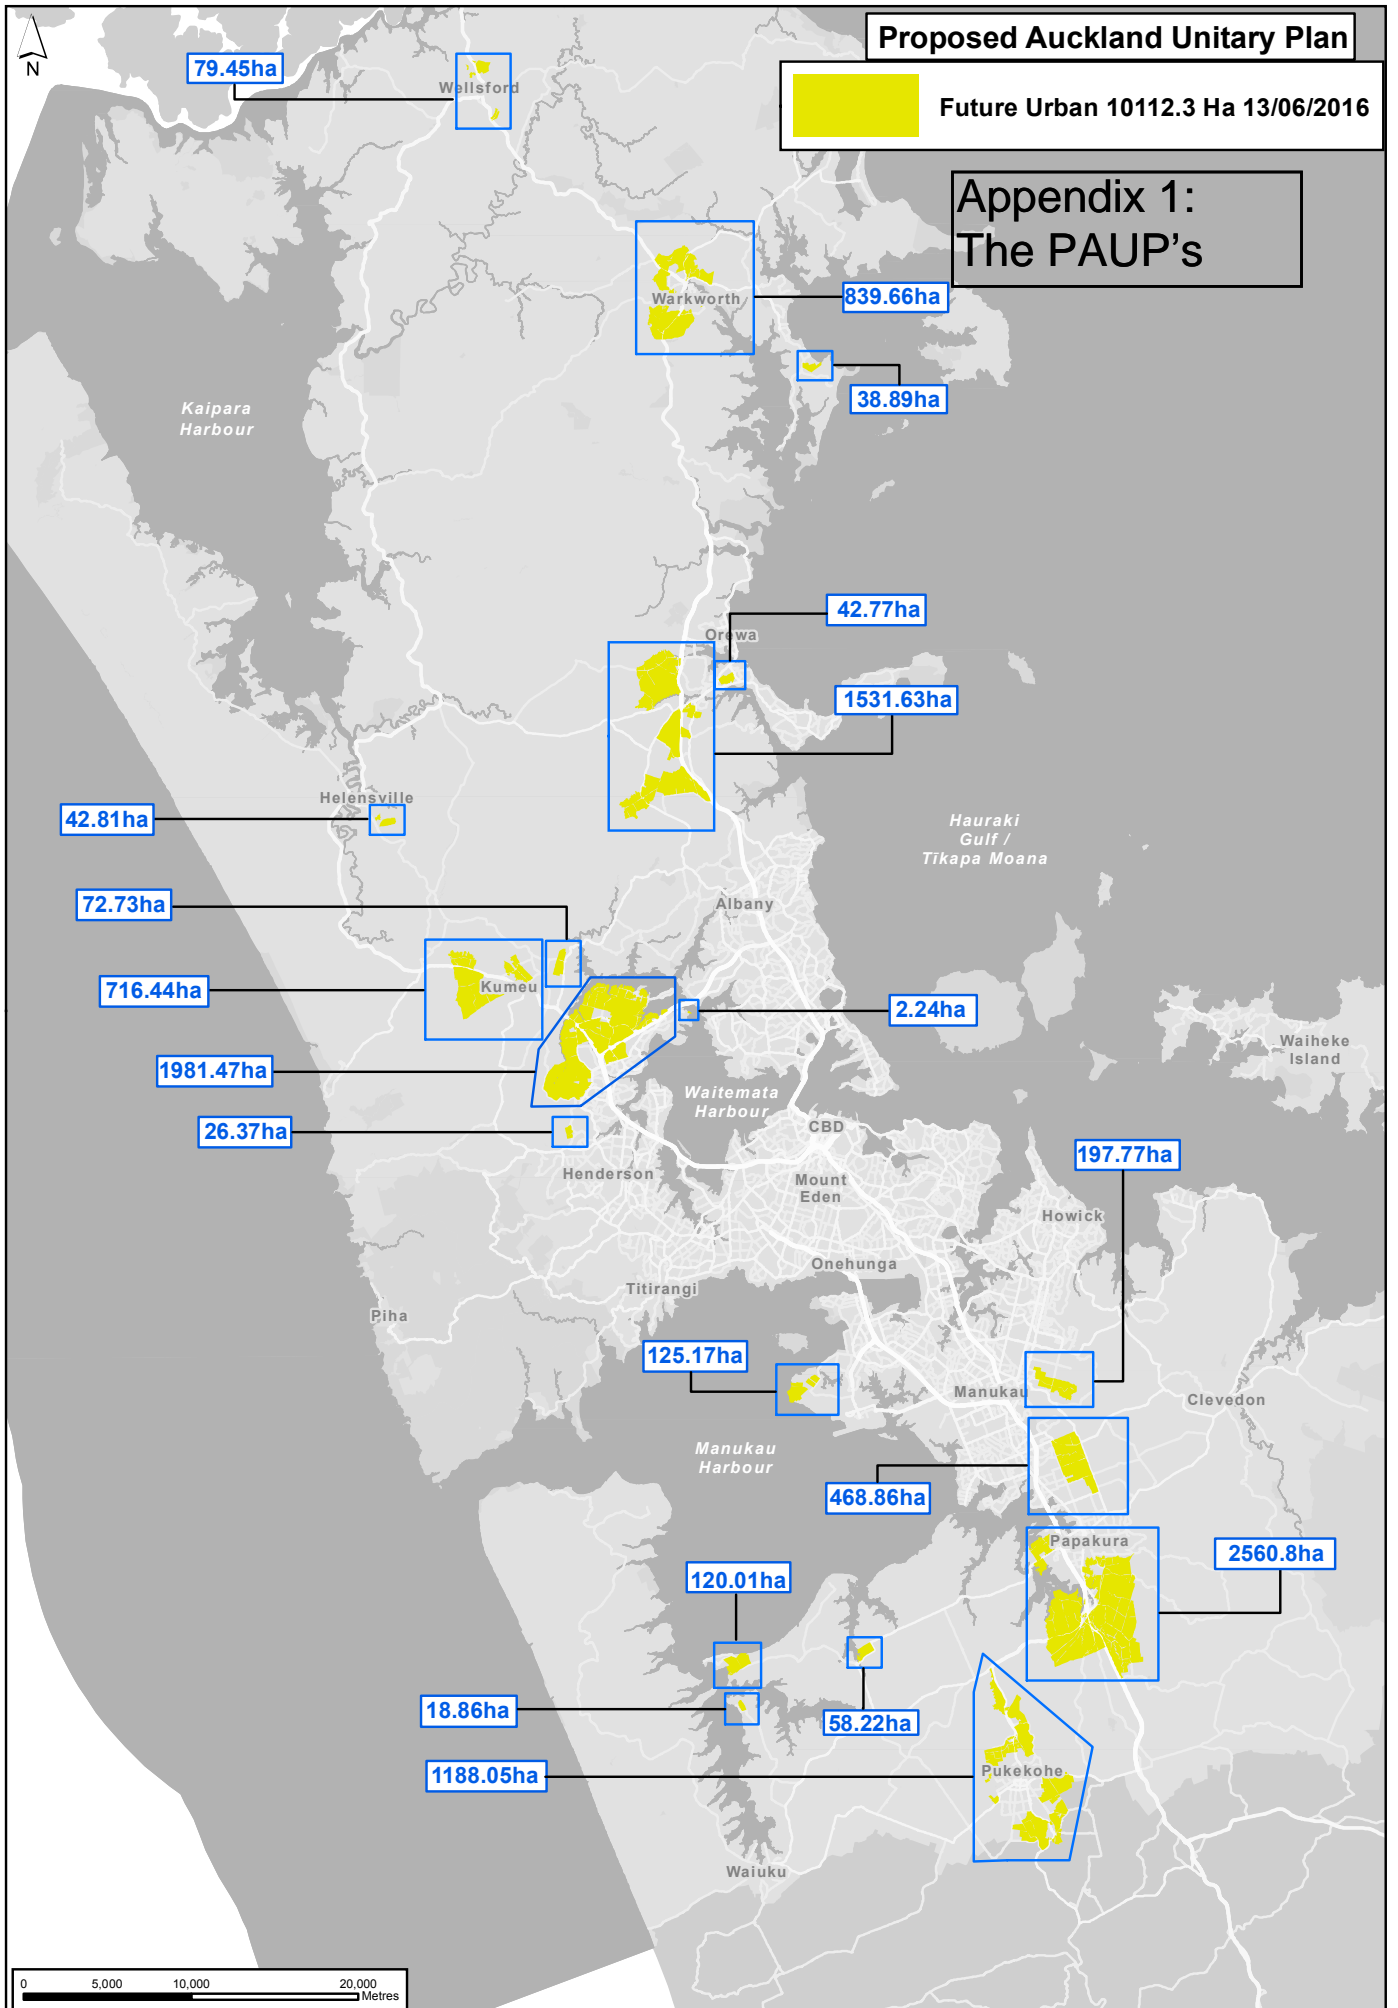 N
Proposed Auckland Unitary Plan
Future Urban 10112.3 Ha 13/06/2016
Appendix 1:
The PAUP's
79.45ha
Wellsford
Warkworth
839.66ha
38.89ha
Kaipara
Harbour
42.77ha
Orewa
1531.63ha
Helensville
42.81ha
Hauraki
Gulf /
Tīkapa Moana
72.73ha
Albany
716.44ha
Kumeu
2.24ha
Waiheke
Island
1981.47ha
Waitemata
Harbour
26.37ha
CBD
197.77ha
Henderson
Mount
Eden
Howick
Onehunga
Titirangi
Piha
125.17ha
Manukau
Clevedon
Manukau
Harbour
468.86ha
Papakura
2560.8ha
120.01ha
18.86ha
58.22ha
1188.05ha
Pukekohe
Waiuku
0 5,000 10,000 20,000
Metres